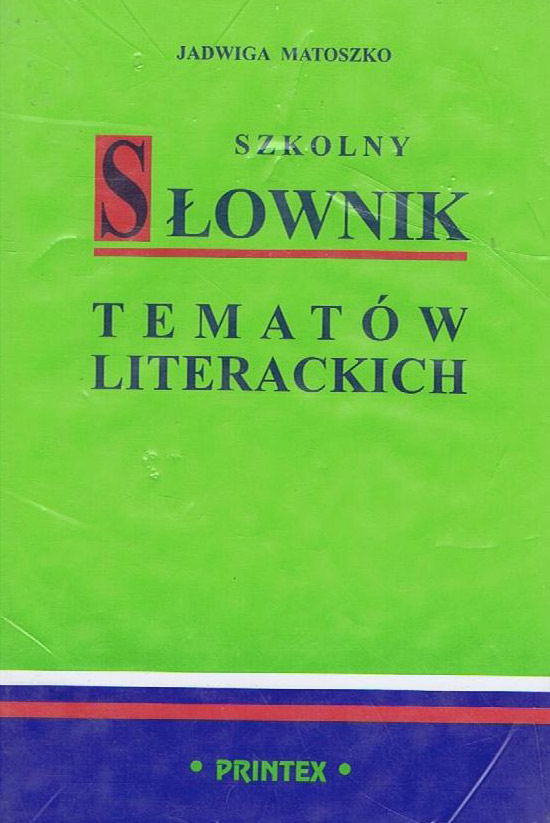 JADWIGA MATOSZKO
SZKOLNY
SŁOWNIK
TEMATÓW
LITERACKICH
• PRINTEX •